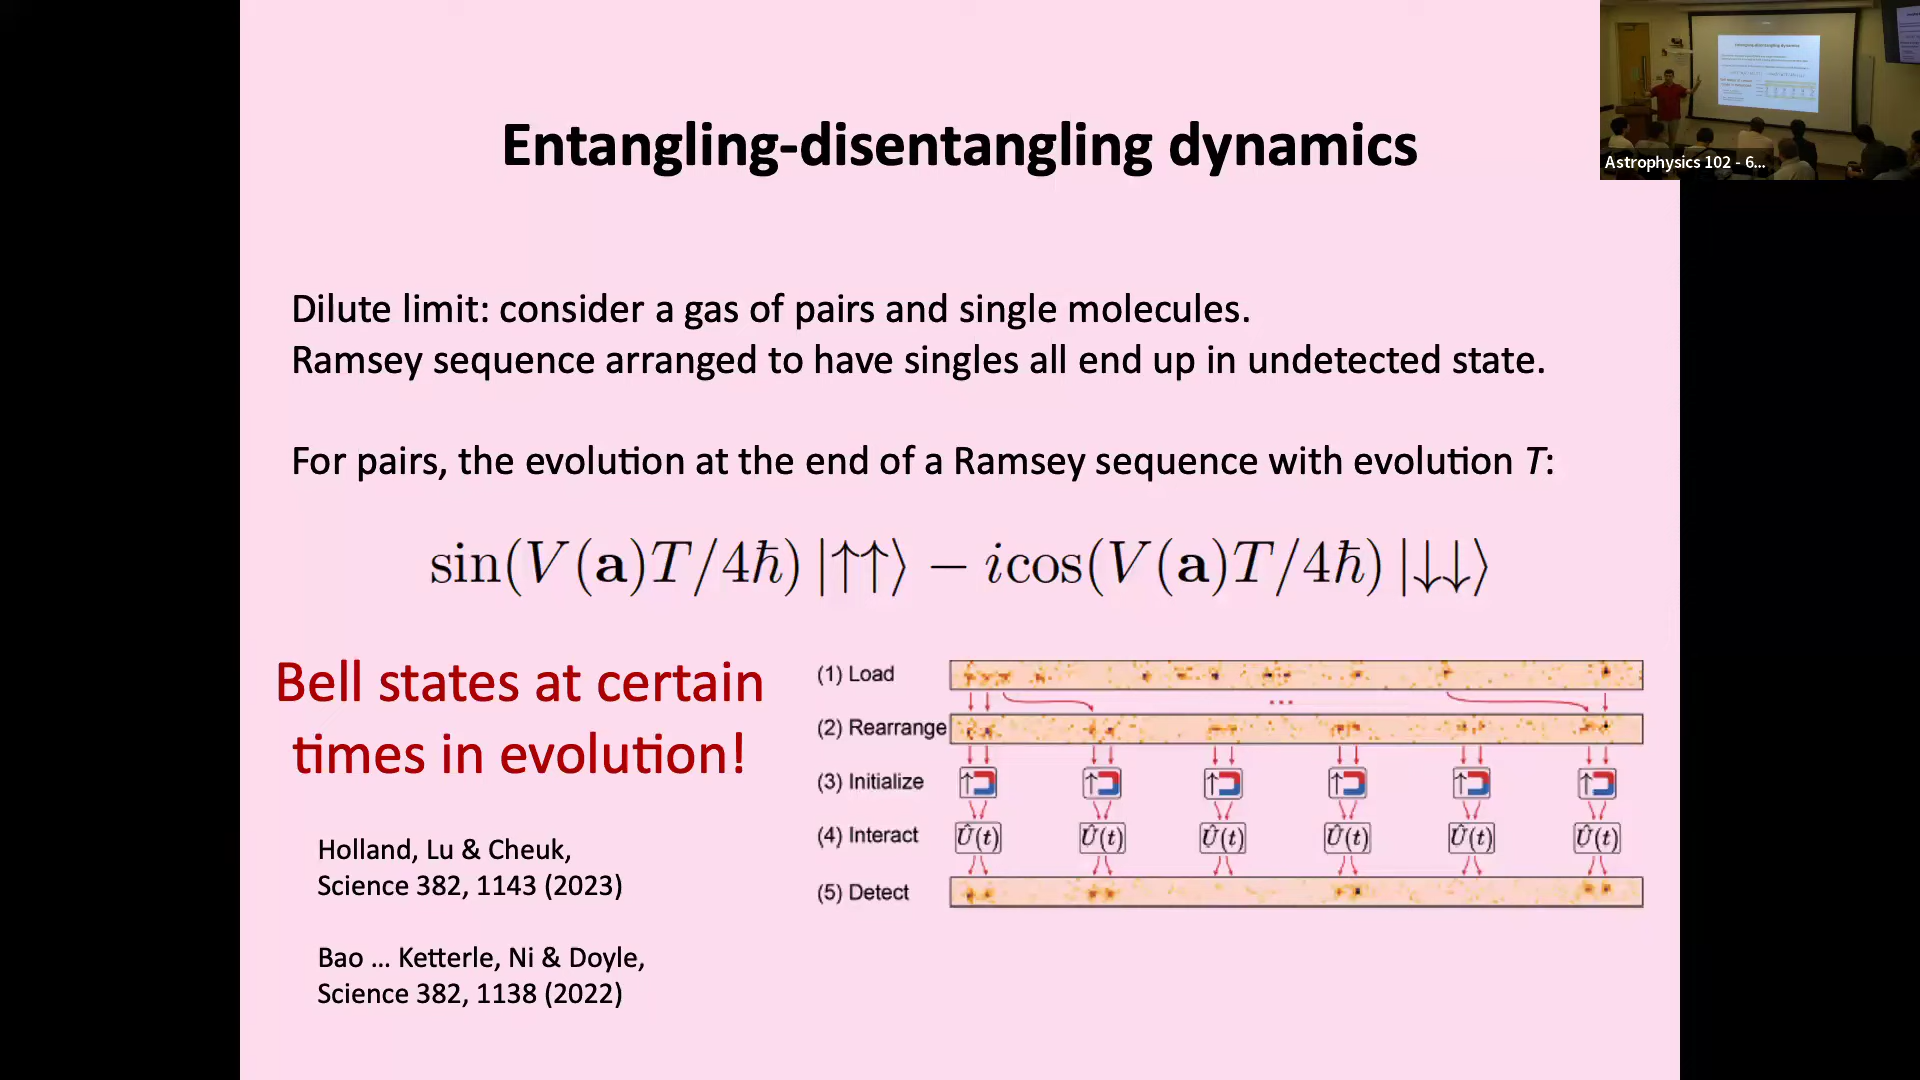 Entangling-disentangling dynamics
Astrophysics 102 - 6...
Dilute limit: consider a gas of pairs and single molecules.
Ramsey sequence arranged to have singles all end up in undetected state.
For pairs, the evolution at the end of a Ramsey sequence with evolution T:
sin(V(a)T/4ℏ) |↑↑⟩ − icos(V(a)T/4ℏ) |↓↓⟩
Bell states at certain
times in evolution!
Holland, Lu & Cheuk,
Science 382, 1143 (2023)
Bao ... Ketterle, Ni & Doyle,
Science 382, 1138 (2022)
(1) Load
...
(2) Rearrange
(3) Initialize ↑ ↑ ↑ ↑ ↑ ↑
(4) Interact Û(t) Û(t) Û(t) Û(t) Û(t) Û(t)
(5) Detect